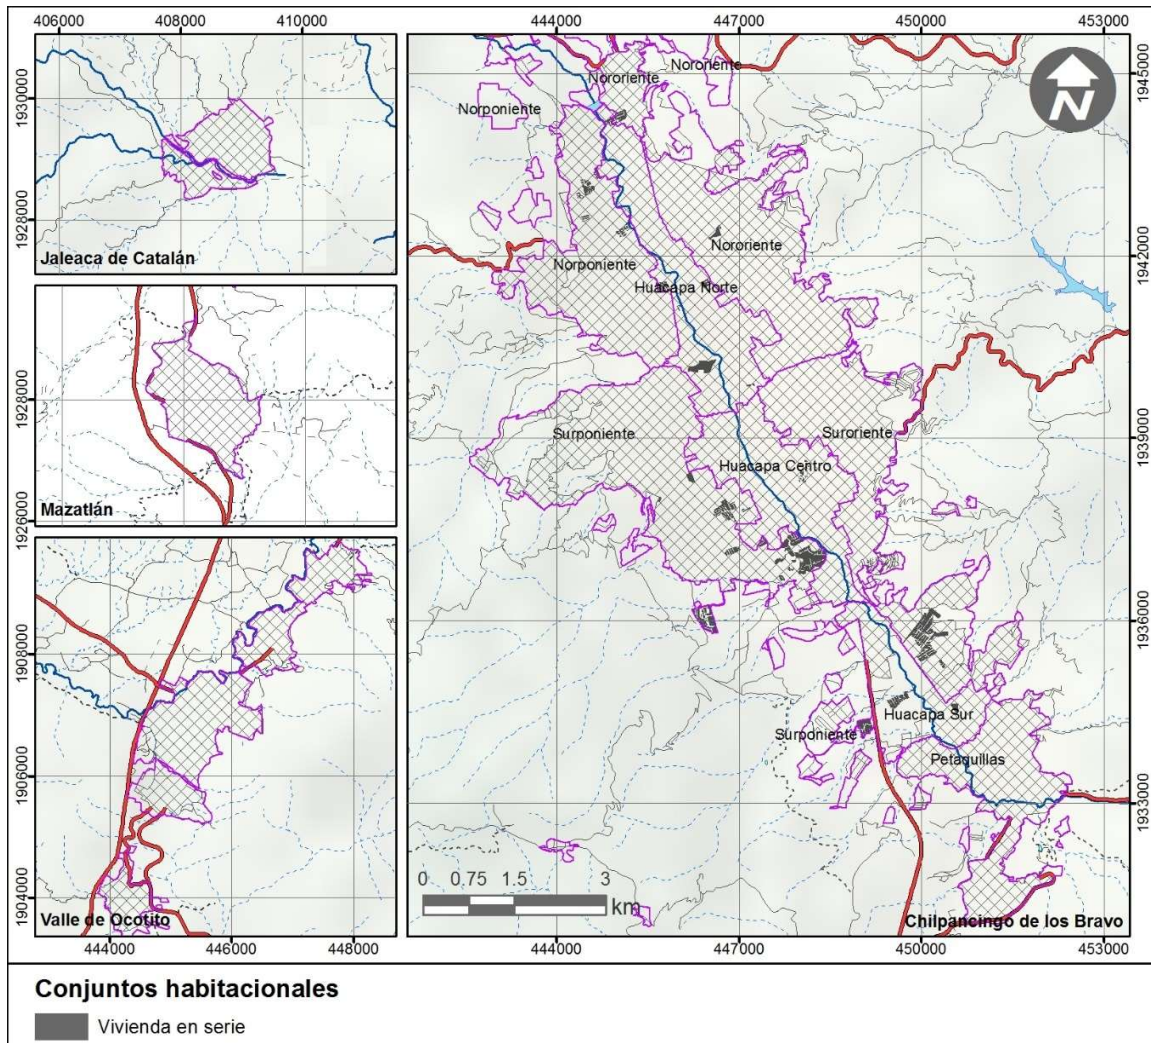 406000 408000 410000
1930000
1928000
Jaleaca de Catalán
1928000
1926000
Mazatlán
1908000
1906000
1904000
Valle de Ocotito
444000 446000 448000
444000 447000 450000 453000
N
Nororiente
Nororiente
Norponiente
Nororiente
Norponiente
Huacapa Norte
Surponiente
Suroriente
Huacapa Centro
Huacapa Sur
Surponiente
Petaquillas
1945000
1942000
1939000
1936000
1933000
0 0.75 1.5 3
km
Chilpancingo de los Bravo
444000 447000 450000 453000
Conjuntos habitacionales
Vivienda en serie